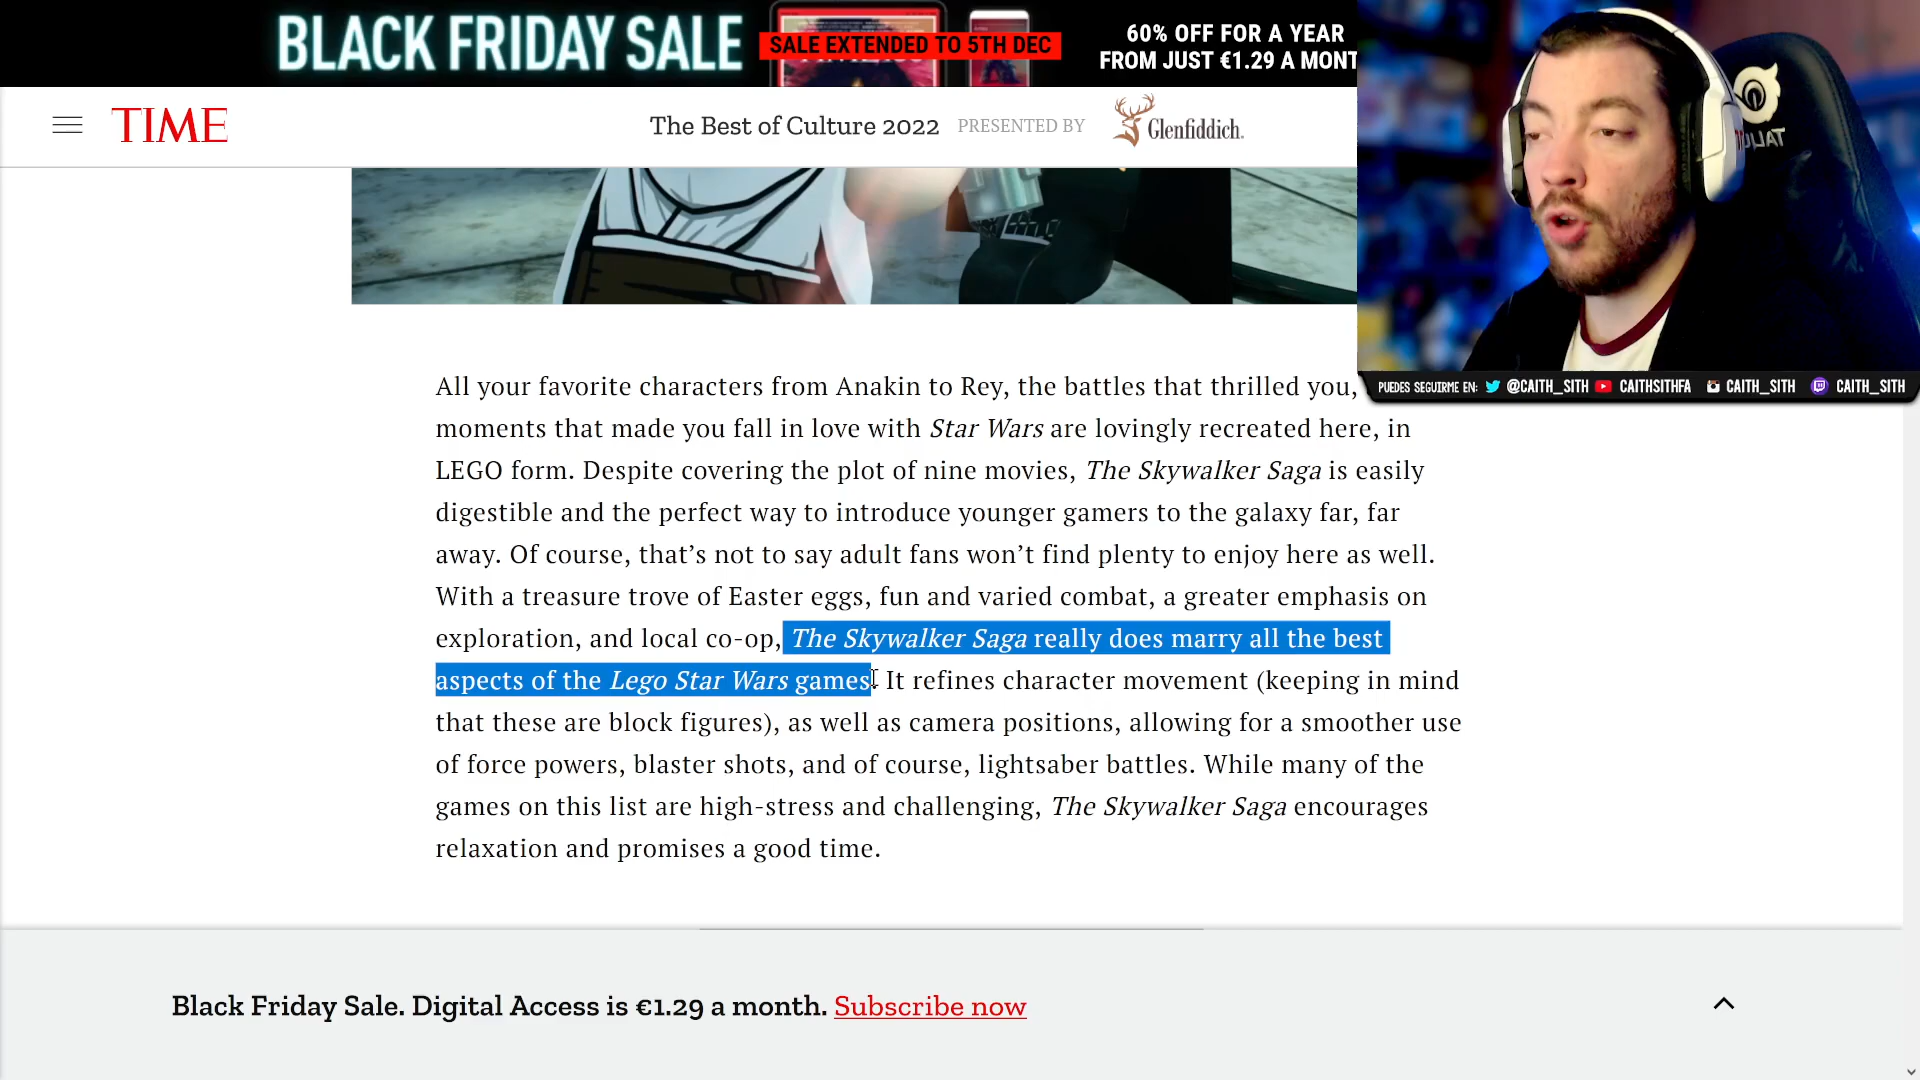 BLACK FRIDAY SALE
SALE EXTENDED TO 5TH DEC
60% OFF FOR A YEAR
FROM JUST €1.29 A MONT
TIME
The Best of Culture 2022
PRESENTED BY
Glenfiddich.
PUEDES SEGUIRME EN: @CAITH_SITH CAITHSITHFA CAITH_SITH CAITH_SITH
All your favorite characters from Anakin to Rey, the battles that thrilled you,
moments that made you fall in love with Star Wars are lovingly recreated here, in
LEGO form. Despite covering the plot of nine movies, The Skywalker Saga is easily
digestible and the perfect way to introduce younger gamers to the galaxy far, far
away. Of course, that’s not to say adult fans won’t find plenty to enjoy here as well.
With a treasure trove of Easter eggs, fun and varied combat, a greater emphasis on
exploration, and local co-op, The Skywalker Saga really does marry all the best
aspects of the Lego Star Wars games. It refines character movement (keeping in mind
that these are block figures), as well as camera positions, allowing for a smoother use
of force powers, blaster shots, and of course, lightsaber battles. While many of the
games on this list are high-stress and challenging, The Skywalker Saga encourages
relaxation and promises a good time.
Black Friday Sale. Digital Access is €1.29 a month. Subscribe now